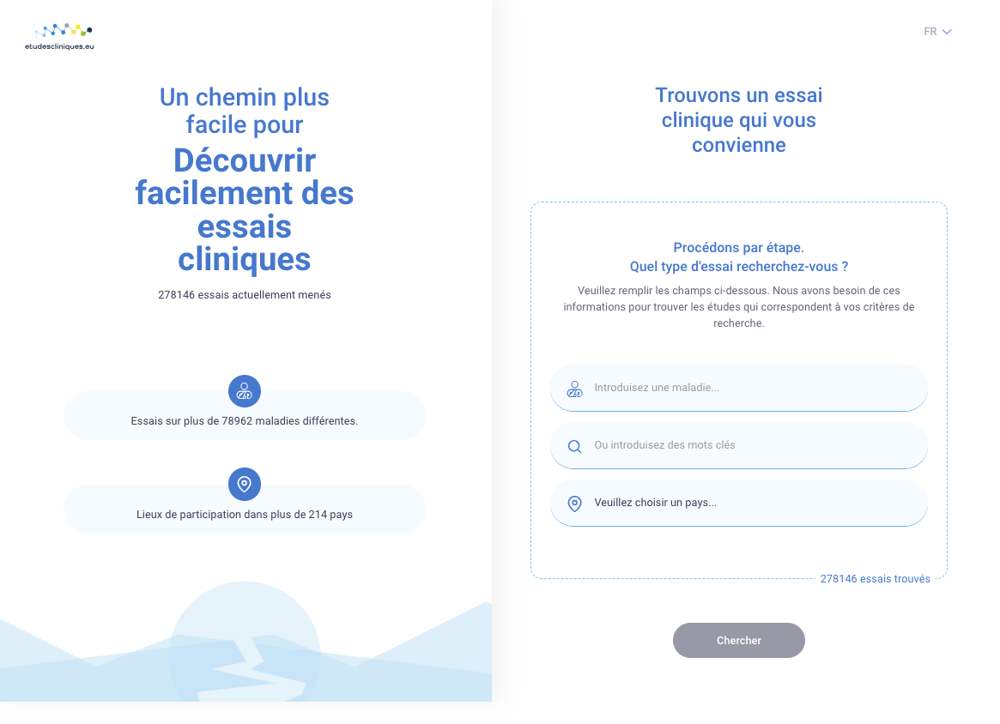 etudescliniques.eu
Un chemin plus
facile pour
Découvrir
facilement des
essais
cliniques
278146 essais actuellement menés
Essais sur plus de 78962 maladies différentes.
Lieux de participation dans plus de 214 pays
FR
Trouvons un essai
clinique qui vous
convienne
Procédons par étape.
Quel type d'essai recherchez-vous ?
Veuillez remplir les champs ci-dessous. Nous avons besoin de ces
informations pour trouver les études qui correspondent à vos critères de
recherche.
Introduisez une maladie...
Ou introduisez des mots clés
Veuillez choisir un pays...
278146 essais trouvés
Chercher